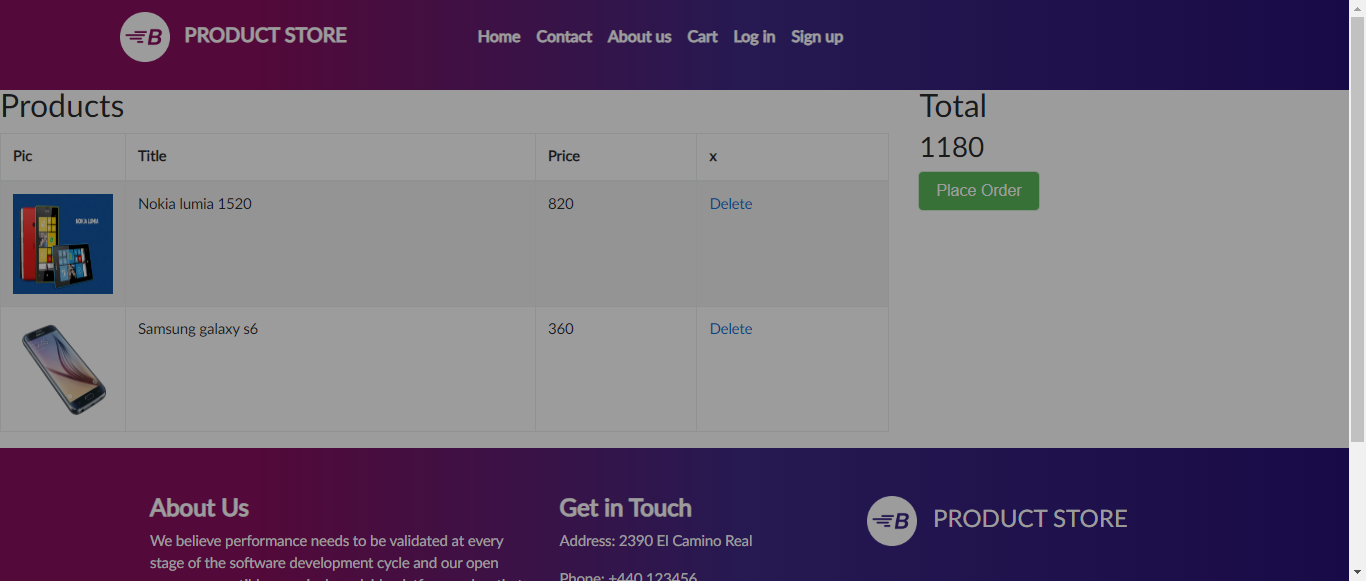 B PRODUCT STORE
Home Contact About us Cart Log in Sign up
Products
Pic Title Price x
NOKIA LUMIA
Nokia lumia 1520 820 Delete
Samsung galaxy s6 360 Delete
Total
1180
Place Order
About Us
We believe performance needs to be validated at every
stage of the software development cycle and our open
Get in Touch
Address: 2390 El Camino Real
Phone: +440 123456
B PRODUCT STORE